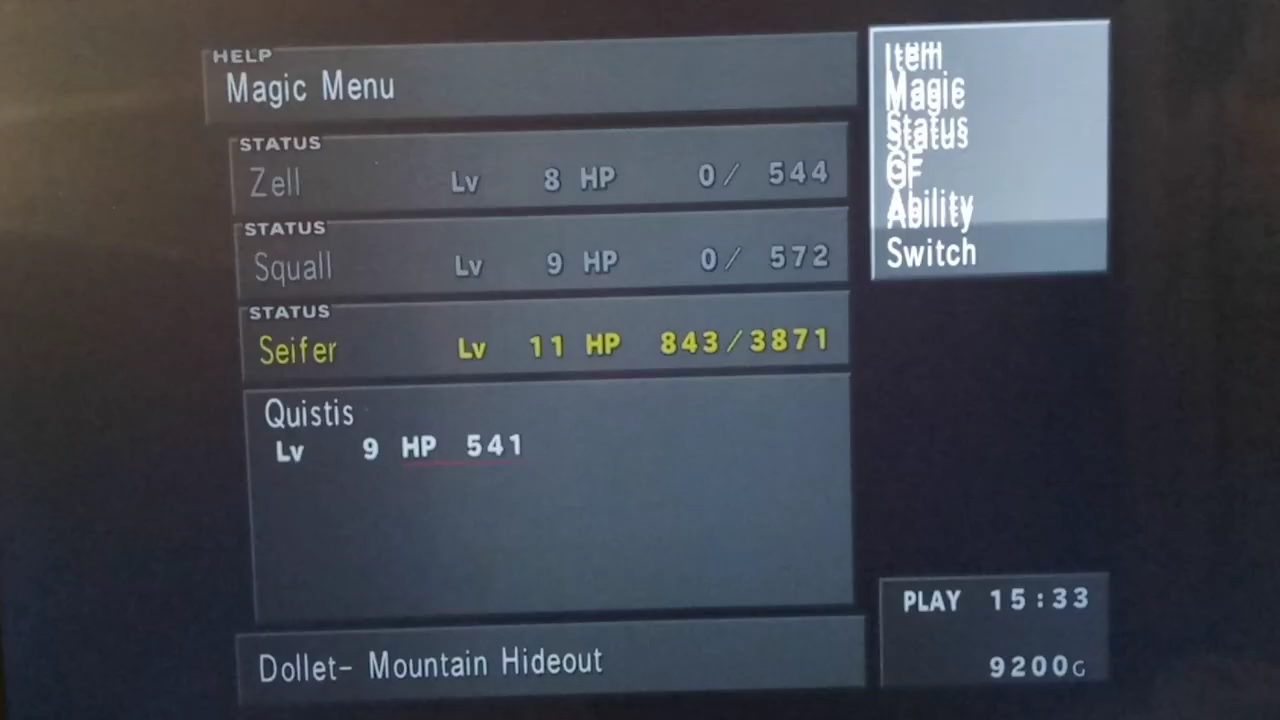 HELP
Magic Menu
STATUS
Zell Lv 8 HP 0/ 544
STATUS
Squall Lv 9 HP 0/ 572
STATUS
Seifer Lv 11 HP 843/3871
Quistis
Lv 9 HP 541
Dollet- Mountain Hideout
Item
Magic
Status
GF
Ability
Switch
PLAY 15:33
9200G